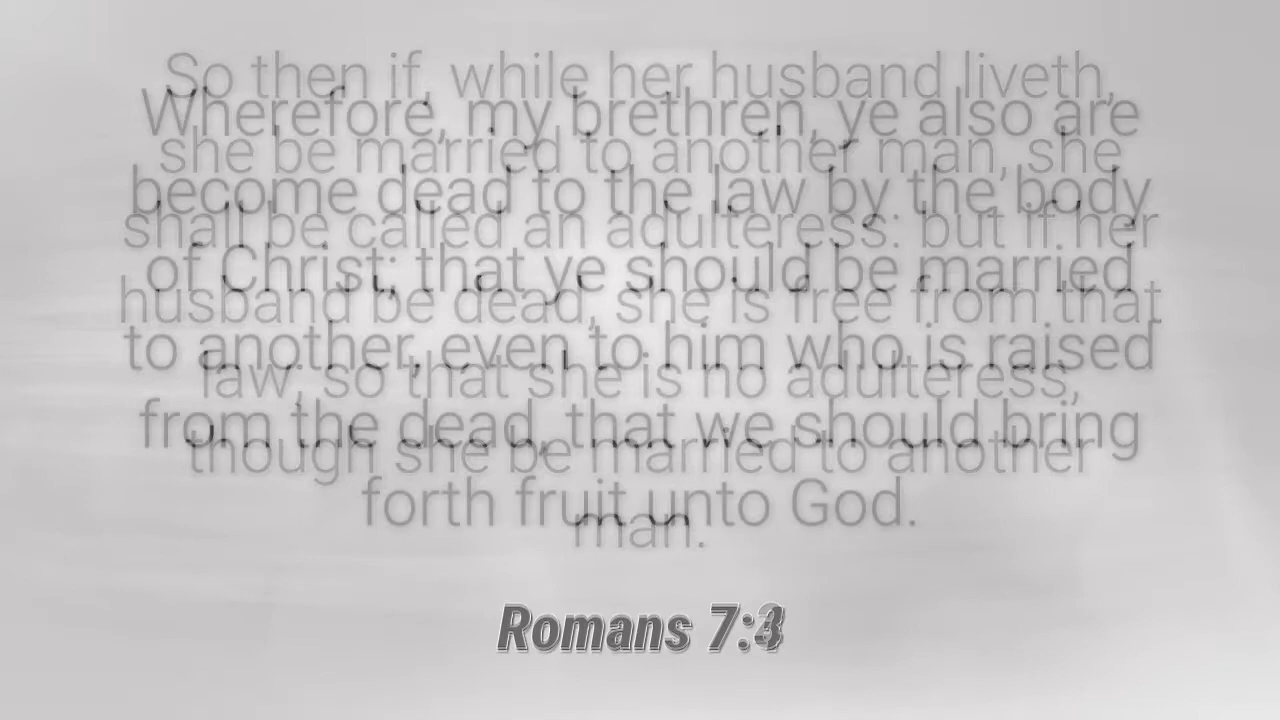 So then if, while her husband liveth,
Wherefore, my brethren, ye also are
she be married to another man, she
become dead to the law by the body
shall be called an adulteress: but if her
of Christ; that ye should be married
husband be dead, she is free from that
to another, even to him who is raised
law; so that she is no adulteress,
from the dead, that we should bring
though she be married to another
forth fruit unto God.
man.
Romans 7: